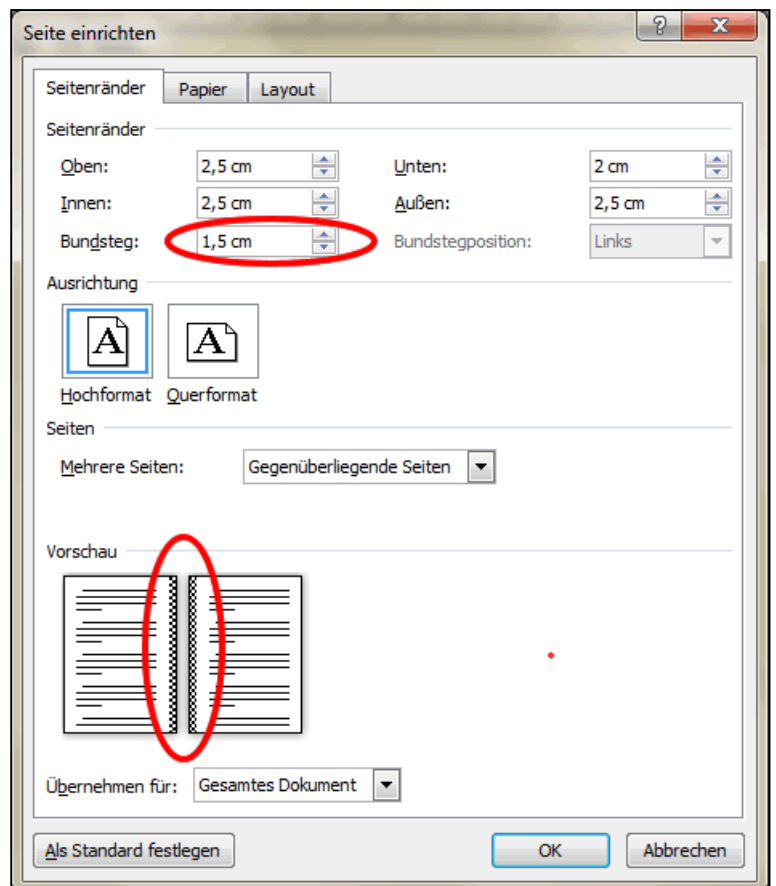 Seite einrichten
Seitenränder Papier Layout
Seitenränder
Oben: 2,5 cm Unten: 2 cm
Innen: 2,5 cm Außen: 2,5 cm
Bundsteg: 1,5 cm Bundstegposition: Links
Ausrichtung
A A
Hochformat Querformat
Seiten
Mehrere Seiten: Gegenüberliegende Seiten
Vorschau
Übernehmen für: Gesamtes Dokument
Als Standard festlegen OK Abbrechen